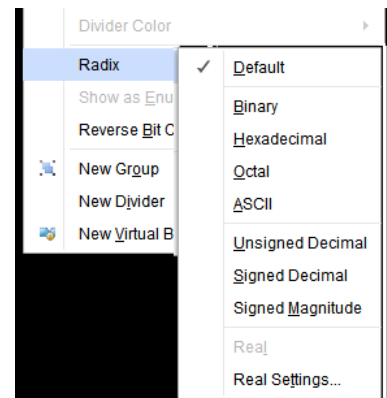 Divider Color
Radix
Show as Enu
Reverse Bit C
New Group
New Divider
New Virtual B
✓ Default
Binary
Hexadecimal
Octal
ASCII
Unsigned Decimal
Signed Decimal
Signed Magnitude
Real
Real Settings...